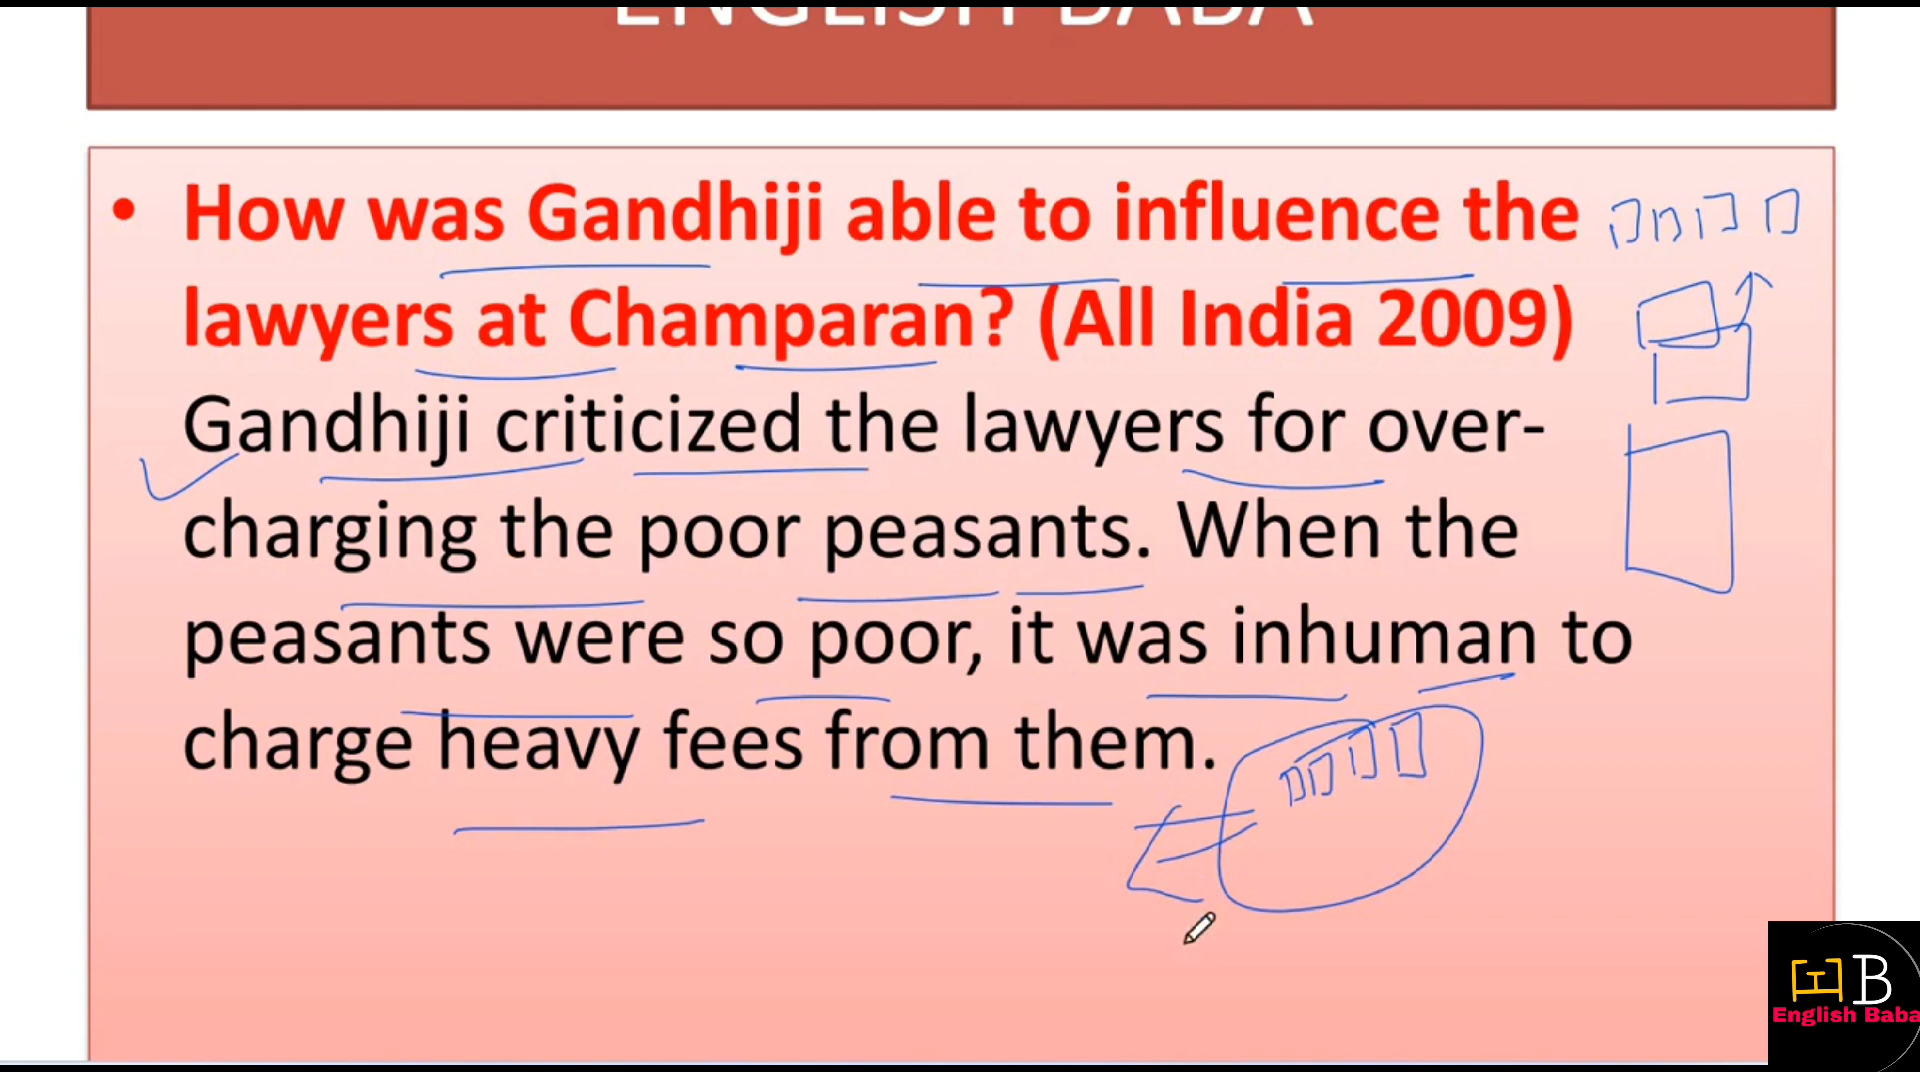 ENGLISH BABA
• How was Gandhiji able to influence the
lawyers at Champaran? (All India 2009)
Gandhiji criticized the lawyers for over-
charging the poor peasants. When the
peasants were so poor, it was inhuman to
charge heavy fees from them.
B
English Baba